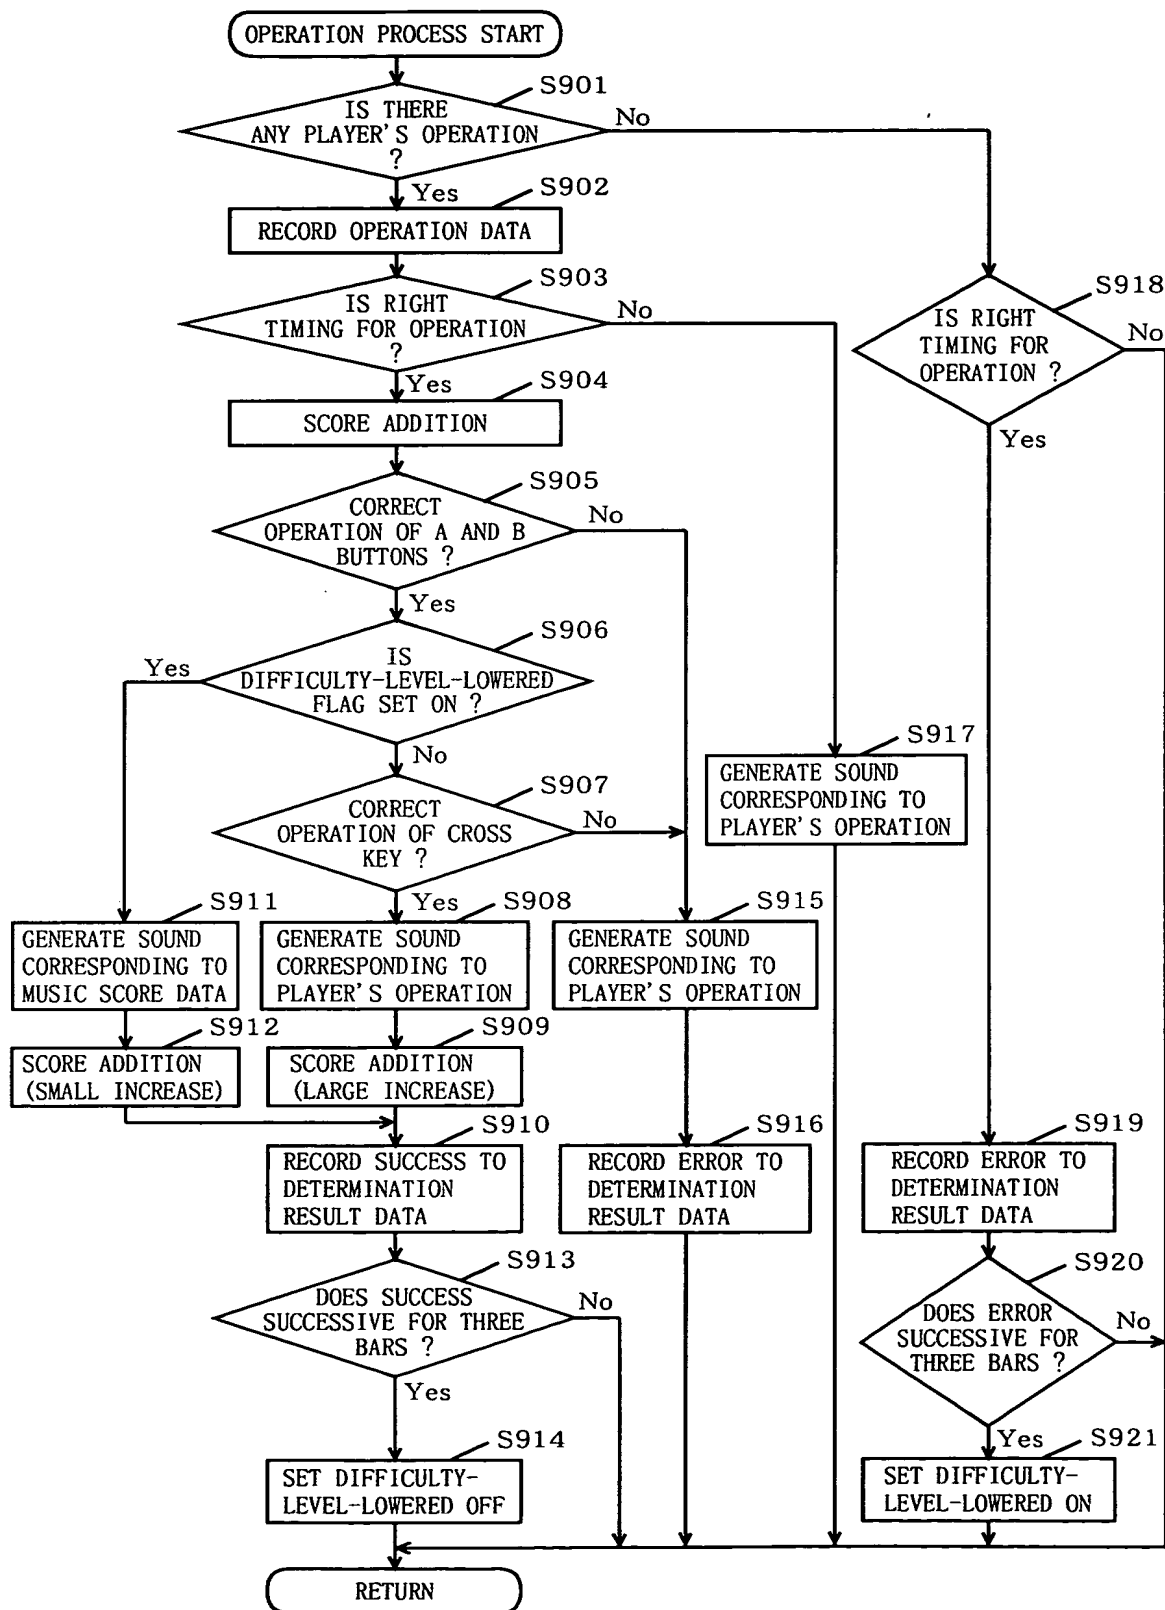 OPERATION PROCESS START
S901
IS THERE
ANY PLAYER'S OPERATION
?
No
Yes
S902
RECORD OPERATION DATA
S903
IS RIGHT
TIMING FOR OPERATION
?
No
Yes
S918
IS RIGHT
TIMING FOR
OPERATION ?
No
Yes
S904
SCORE ADDITION
S905
CORRECT
OPERATION OF A AND B
BUTTONS ?
No
Yes
S906
IS
DIFFICULTY-LEVEL-LOWERED
FLAG SET ON ?
Yes
No
S907
CORRECT
OPERATION OF CROSS
KEY ?
No
Yes
S917
GENERATE SOUND
CORRESPONDING TO
PLAYER'S OPERATION
S911
GENERATE SOUND
CORRESPONDING TO
MUSIC SCORE DATA
S908
GENERATE SOUND
CORRESPONDING TO
PLAYER'S OPERATION
S915
GENERATE SOUND
CORRESPONDING TO
PLAYER'S OPERATION
S912
SCORE ADDITION
(SMALL INCREASE)
S909
SCORE ADDITION
(LARGE INCREASE)
S910
RECORD SUCCESS TO
DETERMINATION
RESULT DATA
S916
RECORD ERROR TO
DETERMINATION
RESULT DATA
S919
RECORD ERROR TO
DETERMINATION
RESULT DATA
S913
DOES SUCCESS
SUCCESSIVE FOR THREE
BARS ?
No
Yes
S920
DOES ERROR
SUCCESSIVE FOR
THREE BARS ?
No
Yes
S914
SET DIFFICULTY-
LEVEL-LOWERED OFF
S921
SET DIFFICULTY-
LEVEL-LOWERED ON
RETURN